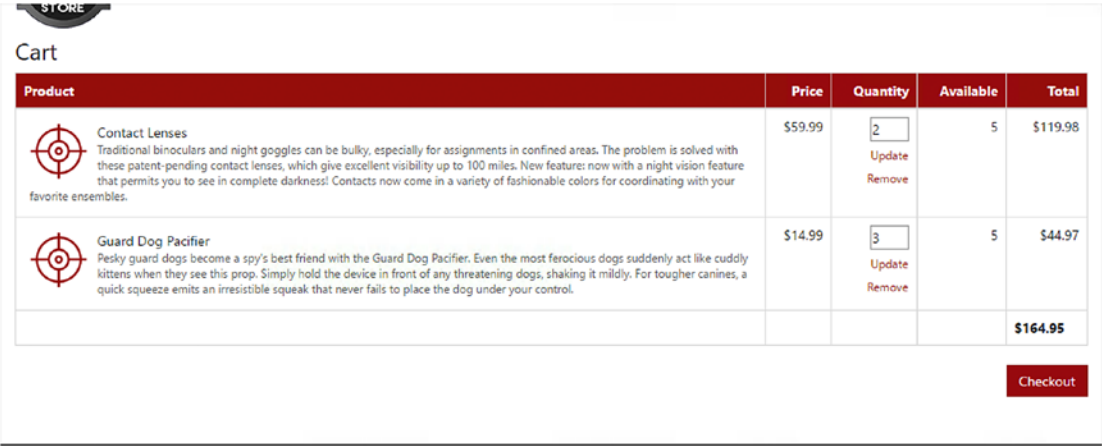 STORE
Cart
Product Price Quantity Available Total
Contact Lenses $59.99 2 5 $119.98
Traditional binoculars and night goggles can be bulky, especially for assignments in confined areas. The problem is solved with
these patent-pending contact lenses, which give excellent visibility up to 100 miles. New feature: now with a night vision feature
that permits you to see in complete darkness! Contacts now come in a variety of fashionable colors for coordinating with your
favorite ensembles.
Update
Remove
Guard Dog Pacifier $14.99 3 5 $44.97
Pesky guard dogs become a spy's best friend with the Guard Dog Pacifier. Even the most ferocious dogs suddenly act like cuddly
kittens when they see this prop. Simply hold the device in front of any threatening dogs, shaking it mildly. For tougher canines, a
quick squeeze emits an irresistible squeak that never fails to place the dog under your control.
Update
Remove
$164.95
Checkout